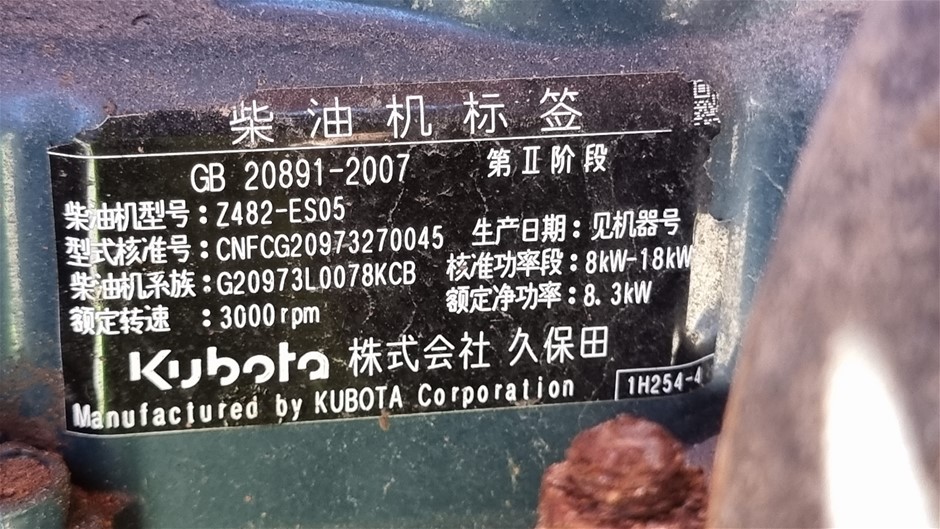 柴油机标签
GB 20891-2007 第Ⅱ阶段
柴油机型号：Z482-ES05
型式核准号：CNFCG20973270045 生产日期：见机器号
柴油机系族：G20973L0078KCB 核准功率段：8kW-18kW
额定转速 ：3000rpm 额定净功率：8.3kW
Kubota 株式会社 久保田
Manufactured by KUBOTA Corporation 1H254-4